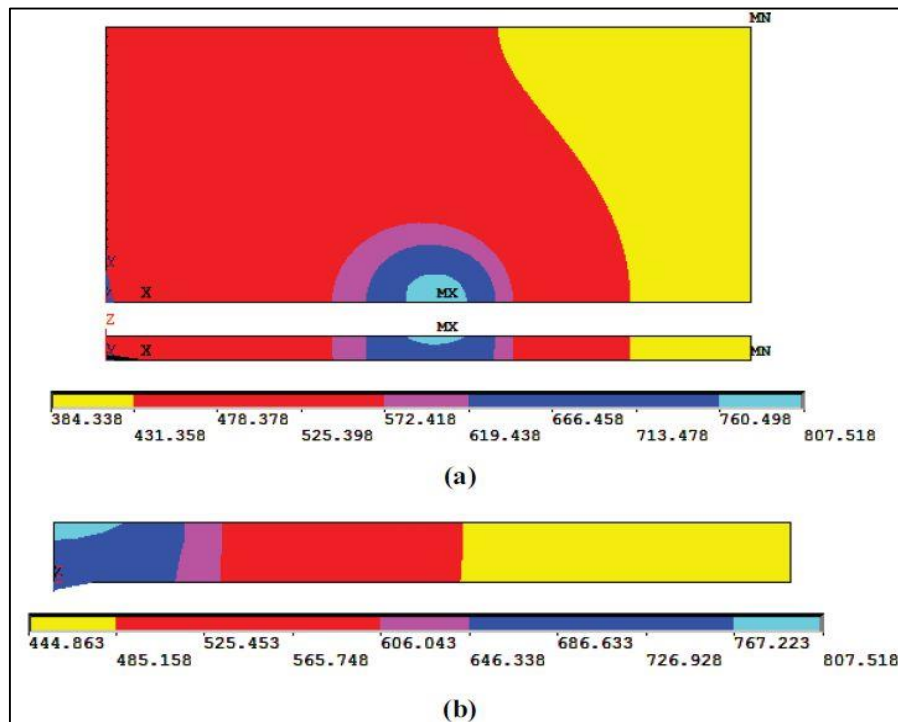 MN
Y
X MX
Z
MX
Y X MN
384.338 478.378 572.418 666.458 760.498
431.358 525.398 619.438 713.478 807.518
(a)
Z
444.863 525.453 606.043 686.633 767.223
485.158 565.748 646.338 726.928 807.518
(b)